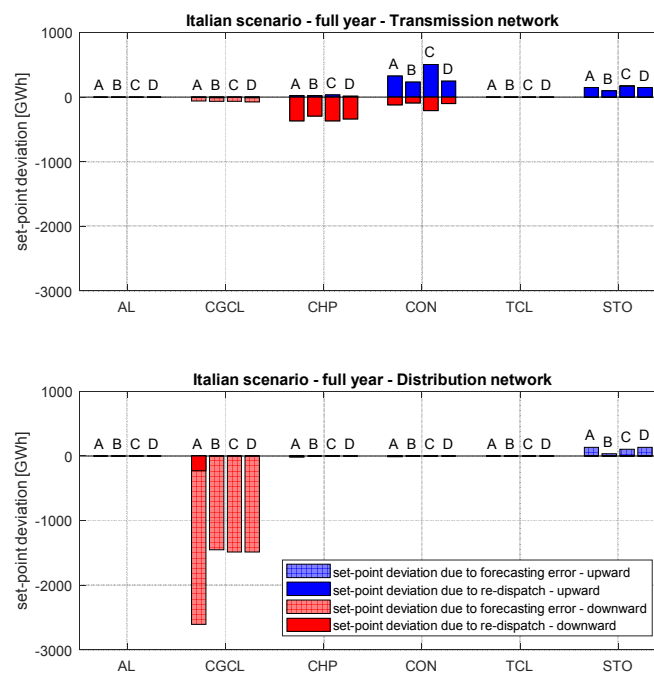 Italian scenario - full year - Transmission network
1000
0
-1000
-2000
-3000
set-point deviation [GWh]
A B C D
A B C D
A B C D
A B C D
A B C D
A B C D
AL CGCL CHP CON TCL STO
Italian scenario - full year - Distribution network
1000
0
-1000
-2000
-3000
set-point deviation [GWh]
A B C D
A B C D
A B C D
A B C D
A B C D
A B C D
set-point deviation due to forecasting error - upward
set-point deviation due to re-dispatch - upward
set-point deviation due to forecasting error - downward
set-point deviation due to re-dispatch - downward
AL CGCL CHP CON TCL STO